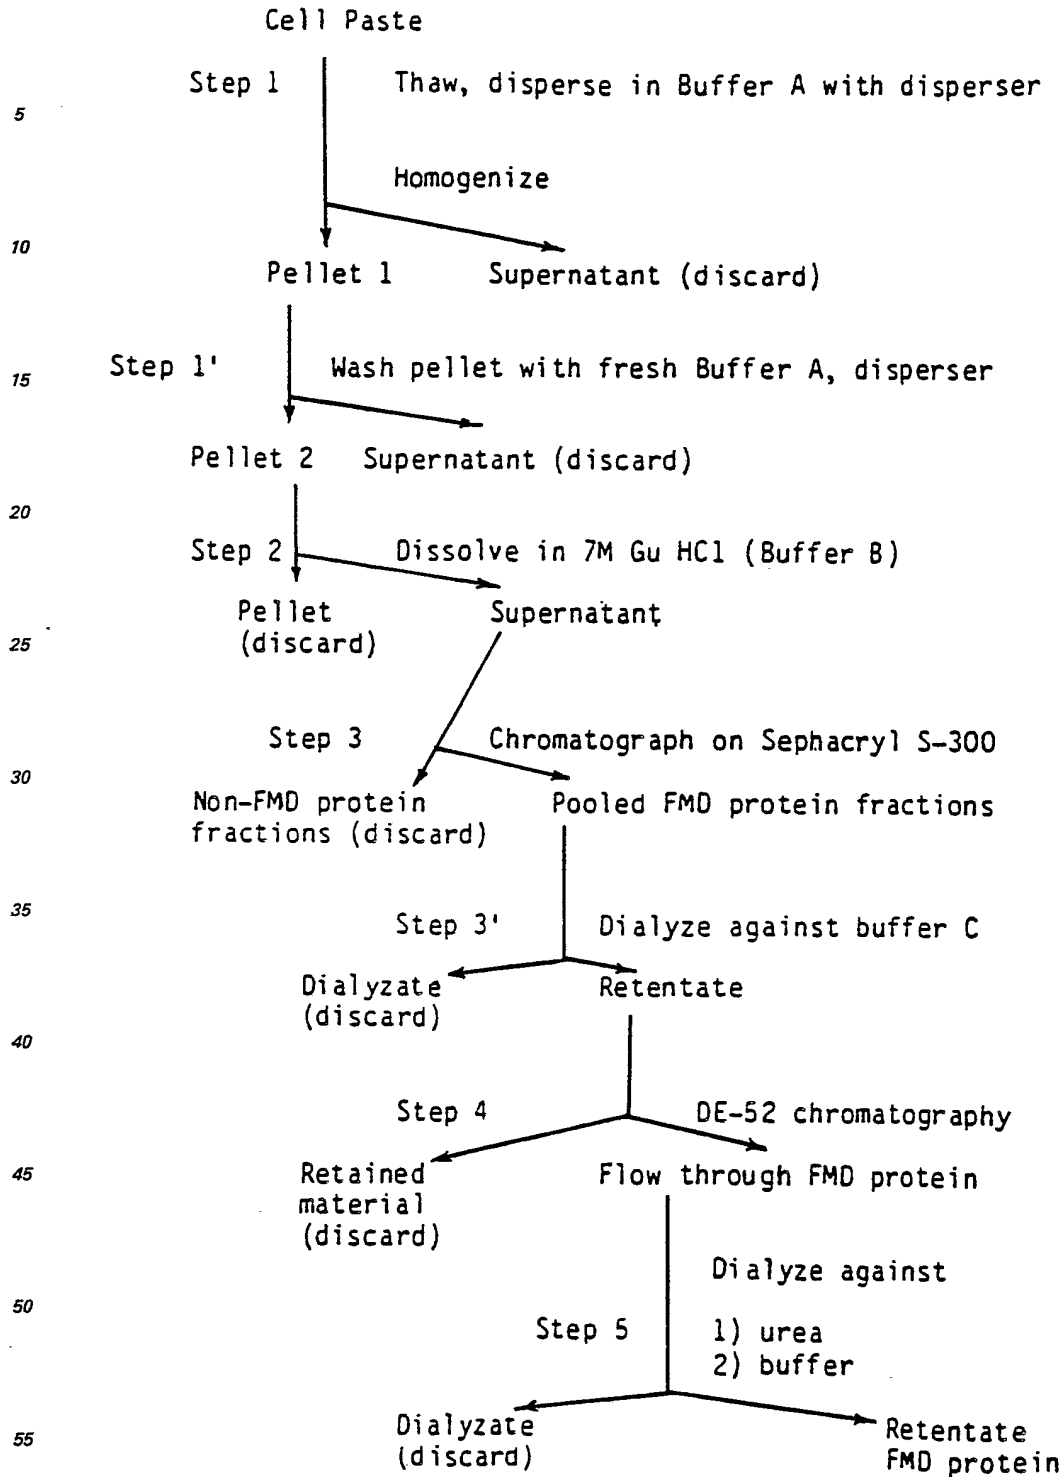 Cell Paste
Step 1 Thaw, disperse in Buffer A with disperser
5
Homogenize
10
Pellet 1 Supernatant (discard)
Step 1' Wash pellet with fresh Buffer A, disperser
15
Pellet 2 Supernatant (discard)
20
Step 2 Dissolve in 7M Gu HCl (Buffer B)
Pellet Supernatant
(discard)
25
Step 3 Chromatograph on Sephacryl S-300
30
Non-FMD protein Pooled FMD protein fractions
fractions (discard)
35
Step 3' Dialyze against buffer C
Dialyzate Retentate
(discard)
40
Step 4 DE-52 chromatography
45
Retained Flow through FMD protein
material
(discard)
Dialyze against
50
Step 5 1) urea
2) buffer
55
Dialyzate Retentate
(discard) FMD protein